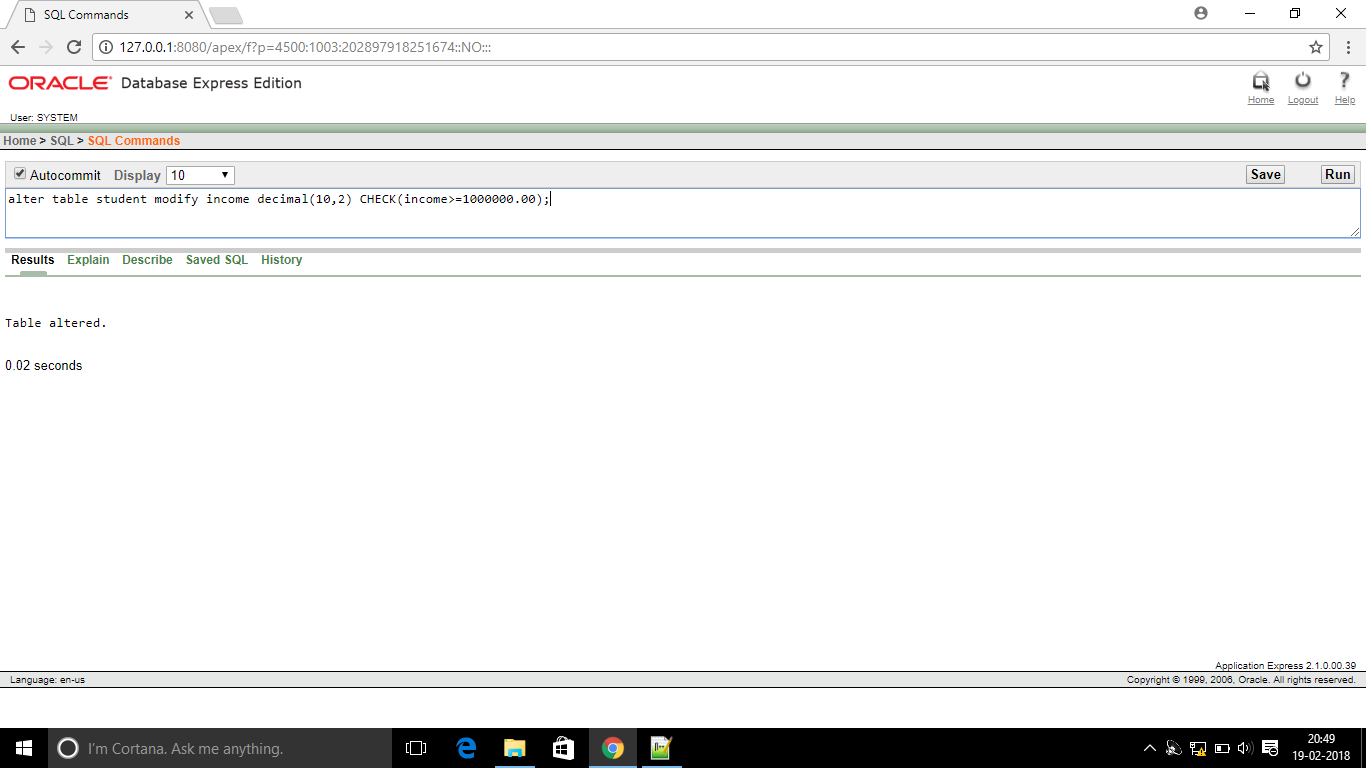 SQL Commands
127.0.0.1:8080/apex/f?p=4500:1003:202897918251674::NO:::
ORACLE Database Express Edition
Home Logout Help
User: SYSTEM
Home > SQL > SQL Commands
Autocommit Display 10 Save Run
alter table student modify income decimal(10,2) CHECK(income>=1000000.00);
Results Explain Describe Saved SQL History
Table altered.
0.02 seconds
Application Express 2.1.0.00.39
Language: en-us Copyright © 1999, 2006, Oracle. All rights reserved.
I'm Cortana. Ask me anything.
20:49
19-02-2018